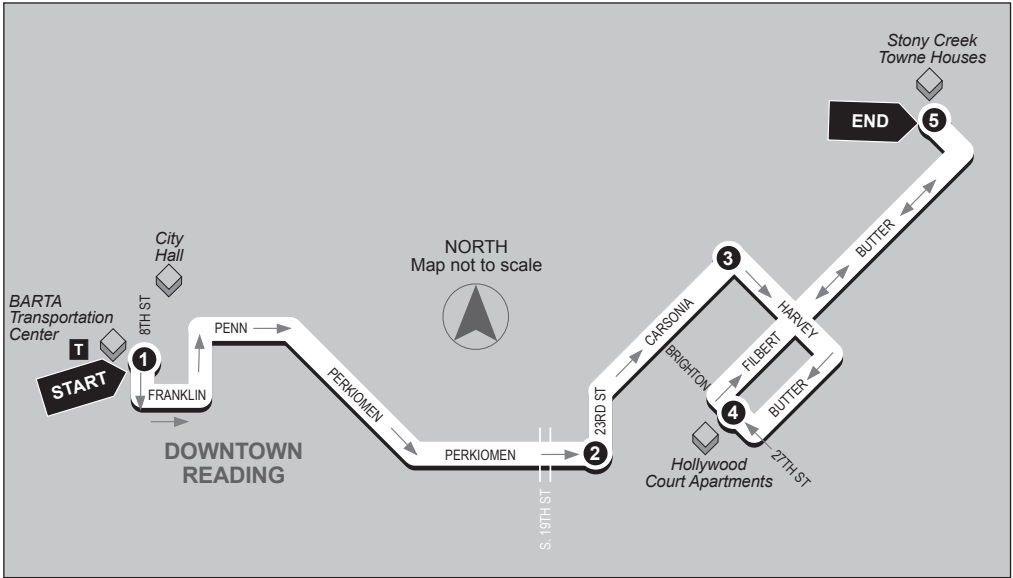 Stony Creek
Towne Houses
END
5
BUTTER
City
Hall
NORTH
Map not to scale
3
BARTA
Transportation
Center
T
8TH ST
1
START
FRANKLIN
PENN
PERKIOMEN
PERKIOMEN
S. 19TH ST
2
23RD ST
CARSONIA
HARVEY
BRIGHTON
FILBERT
BUTTER
4
27TH ST
Hollywood
Court Apartments
DOWNTOWN
READING